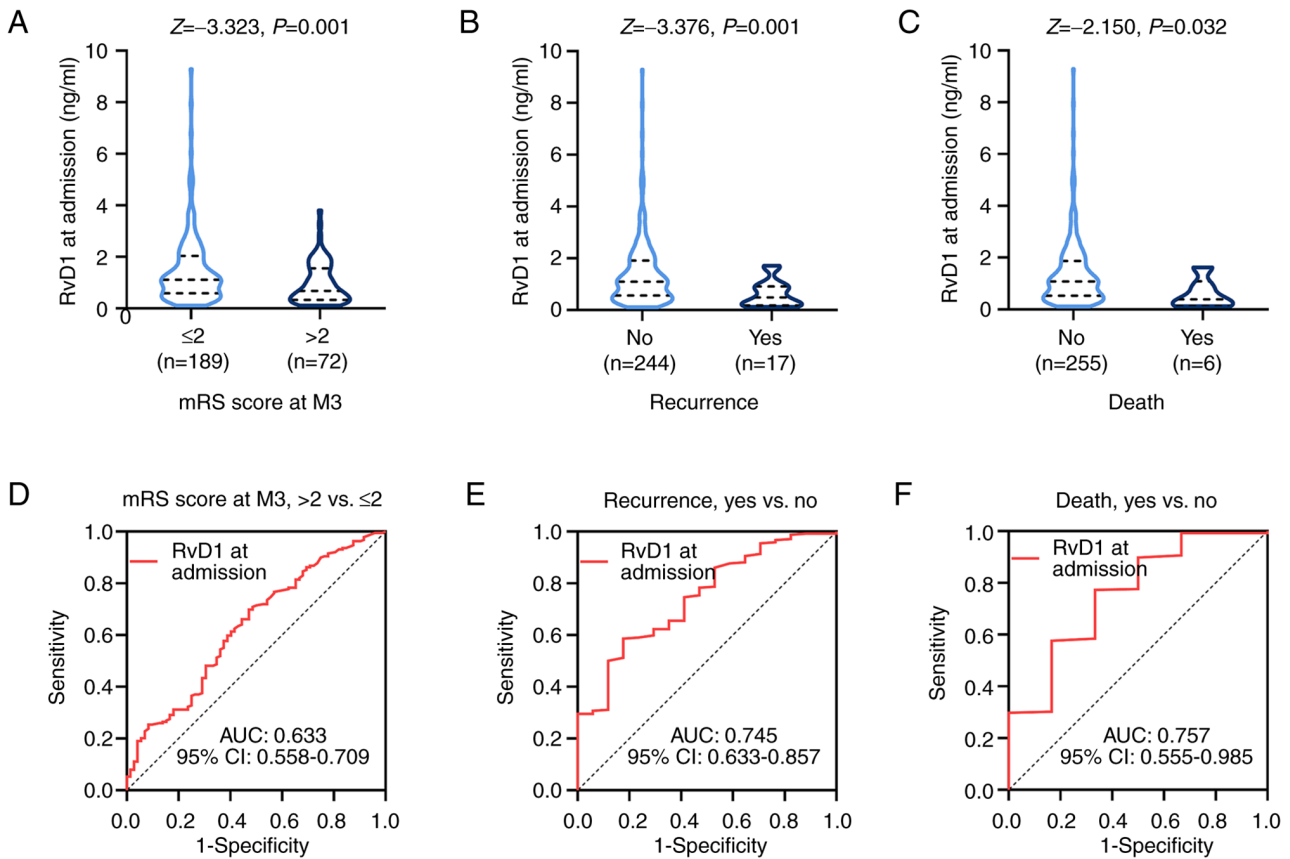 A
Z=−3.323, P=0.001
RvD1 at admission (ng/ml)
10
8
6
4
2
0
0
≤2
(n=189)
>2
(n=72)
mRS score at M3
B
Z=−3.376, P=0.001
RvD1 at admission (ng/ml)
10
8
6
4
2
0
No
(n=244)
Yes
(n=17)
Recurrence
C
Z=−2.150, P=0.032
RvD1 at admission (ng/ml)
10
8
6
4
2
0
No
(n=255)
Yes
(n=6)
Death
D
mRS score at M3, >2 vs. ≤2
Sensitivity
1.0
0.8
0.6
0.4
0.2
0.0
RvD1 at
admission
AUC: 0.633
95% CI: 0.558-0.709
0.0 0.2 0.4 0.6 0.8 1.0
1-Specificity
E
Recurrence, yes vs. no
Sensitivity
1.0
0.8
0.6
0.4
0.2
0.0
RvD1 at
admission
AUC: 0.745
95% CI: 0.633-0.857
0.0 0.2 0.4 0.6 0.8 1.0
1-Specificity
F
Death, yes vs. no
Sensitivity
1.0
0.8
0.6
0.4
0.2
0.0
RvD1 at
admission
AUC: 0.757
95% CI: 0.555-0.985
0.0 0.2 0.4 0.6 0.8 1.0
1-Specificity